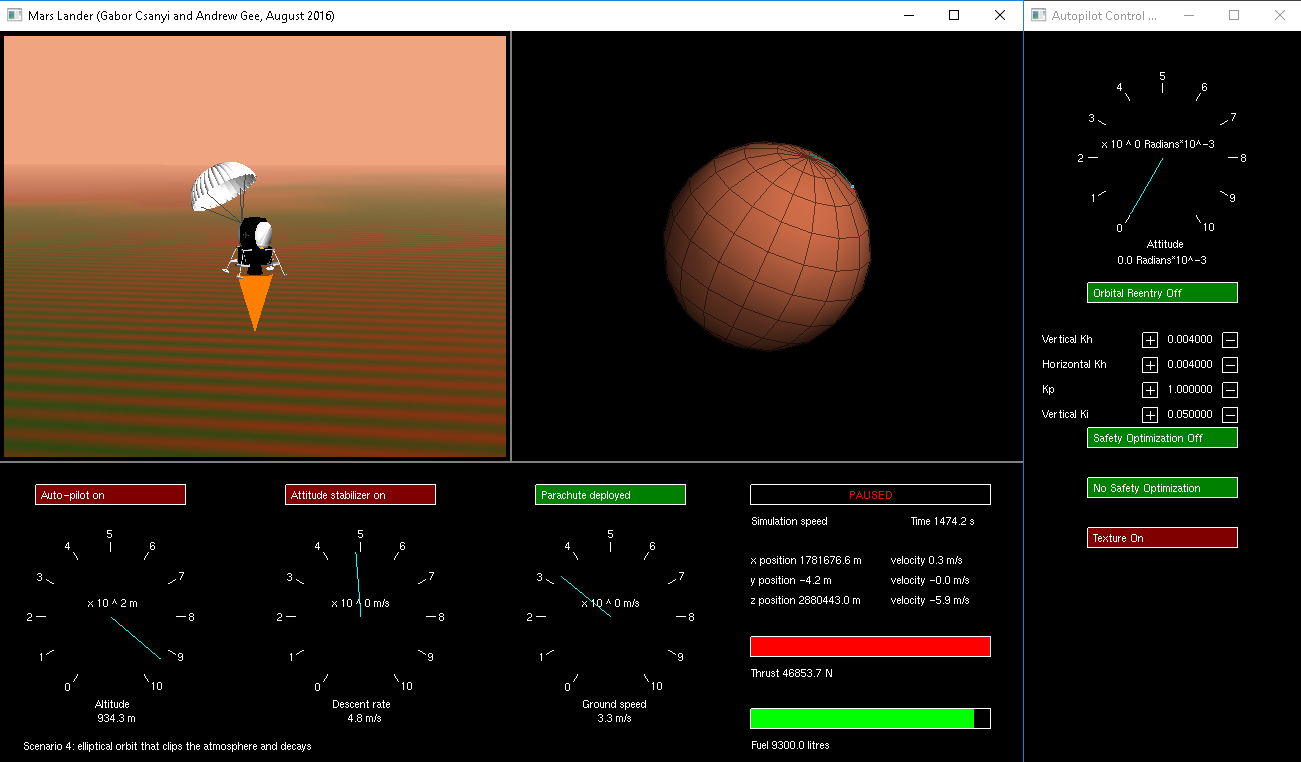 Mars Lander (Gabor Csanyi and Andrew Gee, August 2016)
Autopilot Control ...
5
4 6
3 7
x 10 ^ 0 Radians*10^-3
2 8
1 9
0 10
Attitude
0.0 Radians*10^-3
Orbital Reentry Off
Vertical Kh + 0.004000 −
Horizontal Kh + 0.004000 −
Kp + 1.000000 −
Vertical Ki + 0.050000 −
Safety Optimization Off
No Safety Optimization
Texture On
Auto-pilot on
5
4 6
3 7
x 10 ^ 2 m
2 8
1 9
0 10
Altitude
934.3 m
Attitude stabilizer on
5
4 6
3 7
x 10 ^ 0 m/s
2 8
1 9
0 10
Descent rate
4.8 m/s
Parachute deployed
5
4 6
3 7
x 10 ^ 0 m/s
2 8
1 9
0 10
Ground speed
3.3 m/s
PAUSED
Simulation speed Time 1474.2 s
x position 1781676.6 m velocity 0.3 m/s
y position -4.2 m velocity -0.0 m/s
z position 2880443.0 m velocity -5.9 m/s
Thrust 46853.7 N
Fuel 9300.0 litres
Scenario 4: elliptical orbit that clips the atmosphere and decays